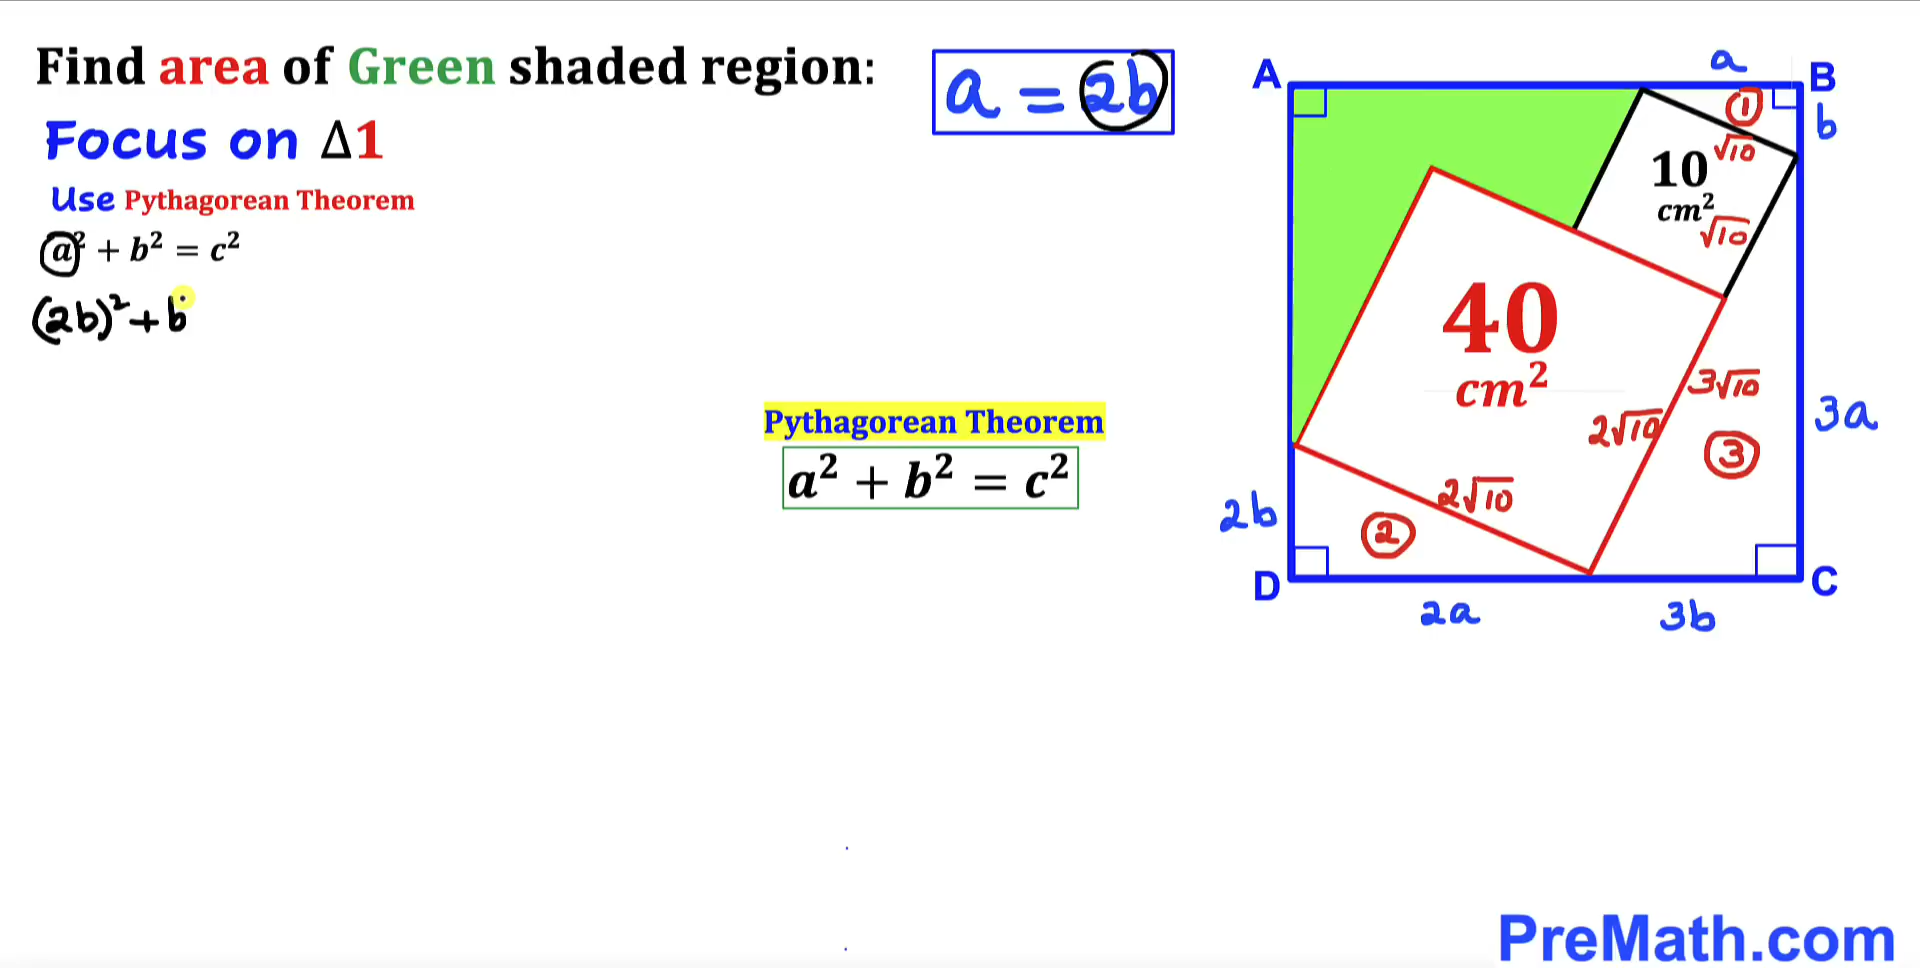 Find area of Green shaded region:
Focus on Δ1
Use Pythagorean Theorem
a² + b² = c²
(2b)² + b
a = 2b
Pythagorean Theorem
a² + b² = c²
A
a
B
①
b
√10
10
cm²
√10
40
cm²
3√10
3a
2√10
③
2√10
2b
②
D
C
2a
3b
PreMath.com